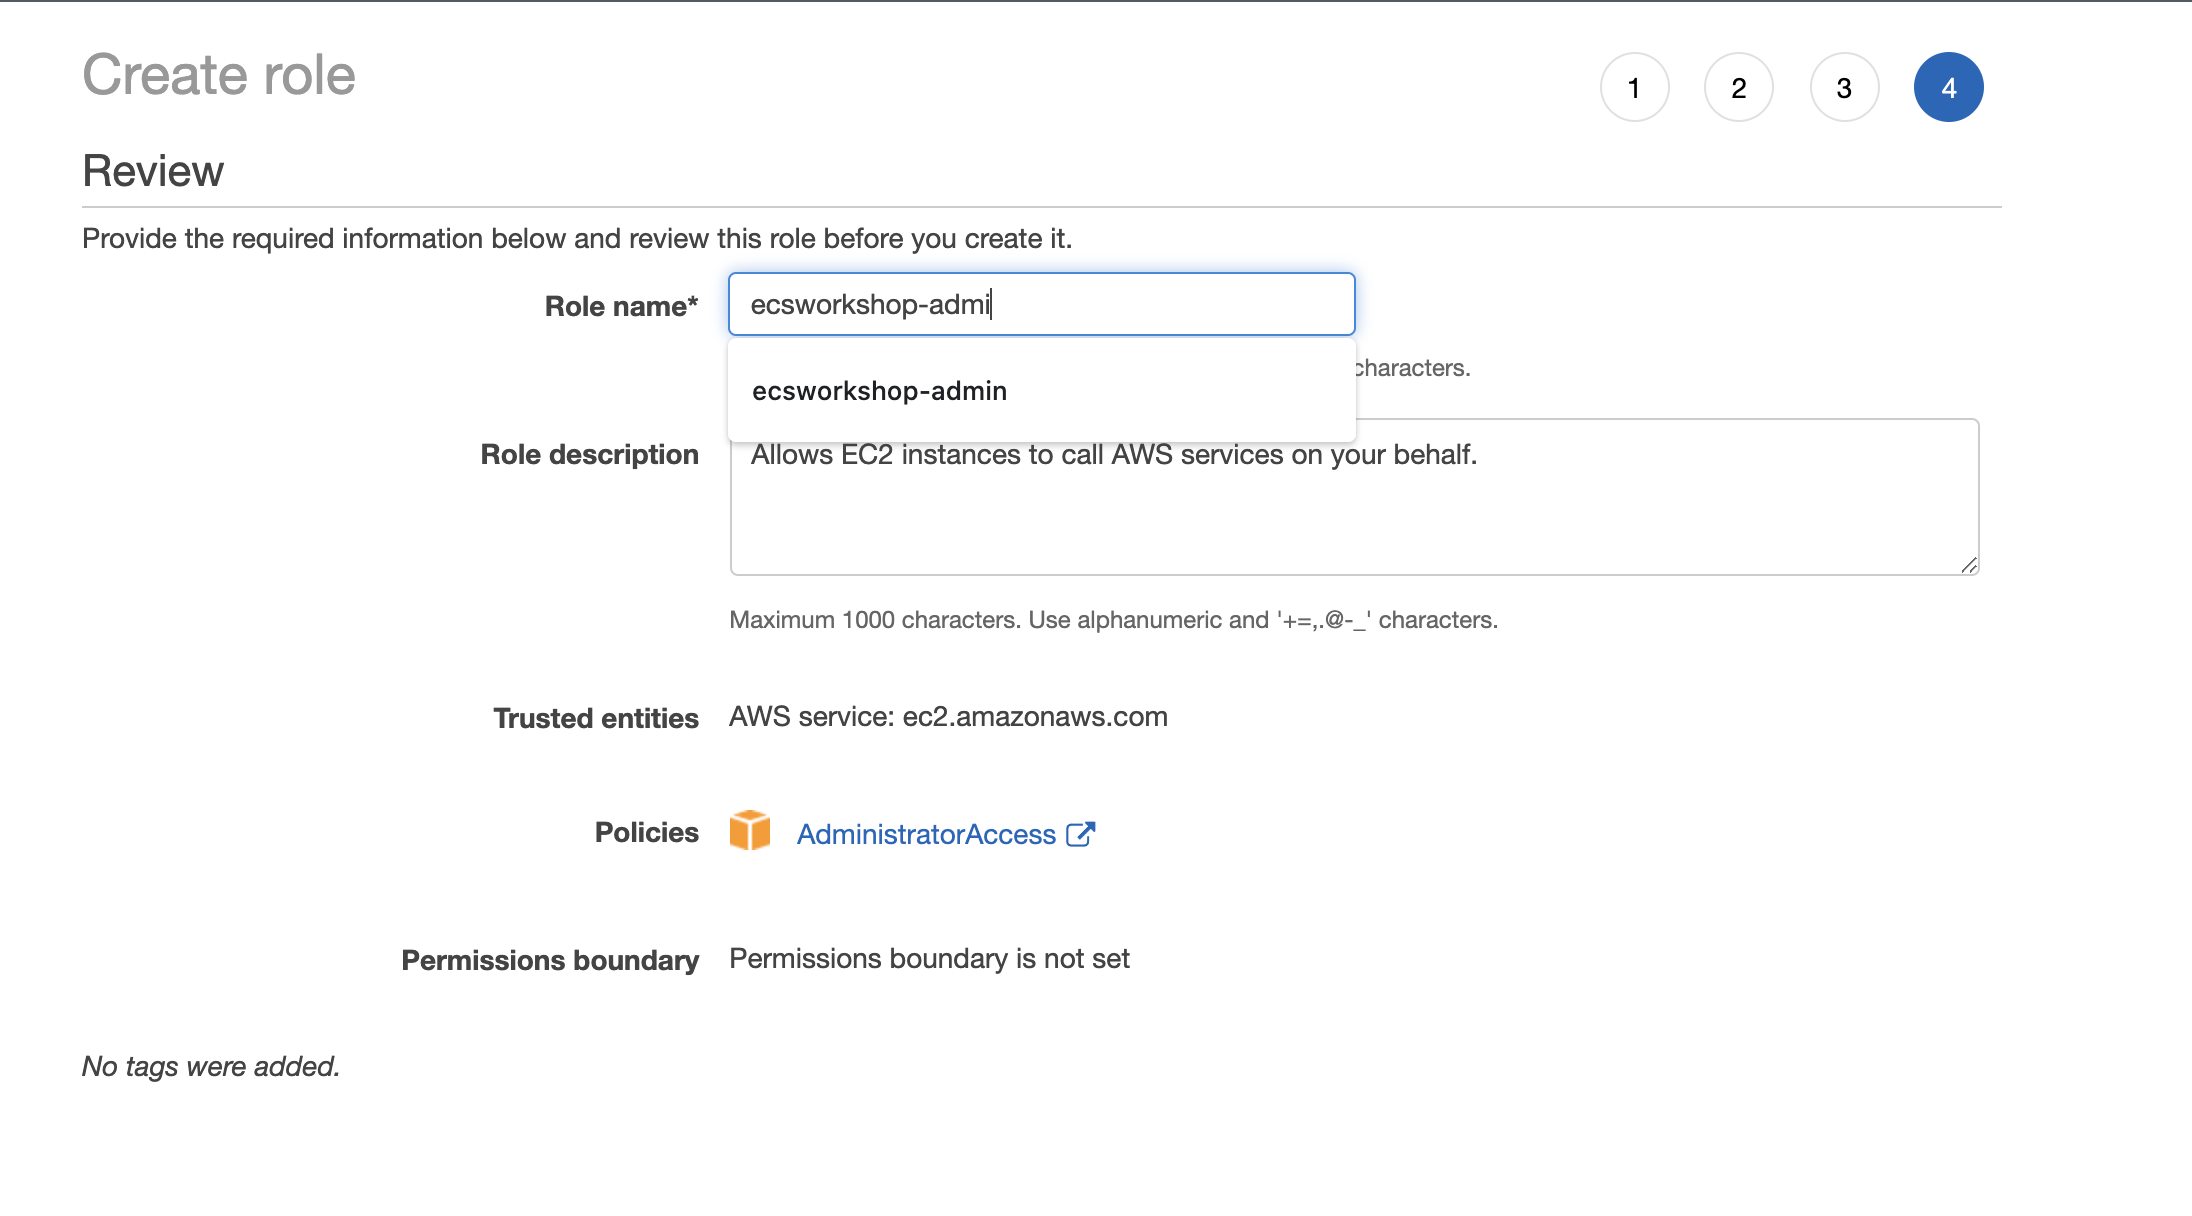 Create role
1 2 3 4
Review
Provide the required information below and review this role before you create it.
Role name* ecsworkshop-admi
ecsworkshop-admin
characters.
Role description Allows EC2 instances to call AWS services on your behalf.
Maximum 1000 characters. Use alphanumeric and '+=,.@-_' characters.
Trusted entities AWS service: ec2.amazonaws.com
Policies AdministratorAccess
Permissions boundary Permissions boundary is not set
No tags were added.